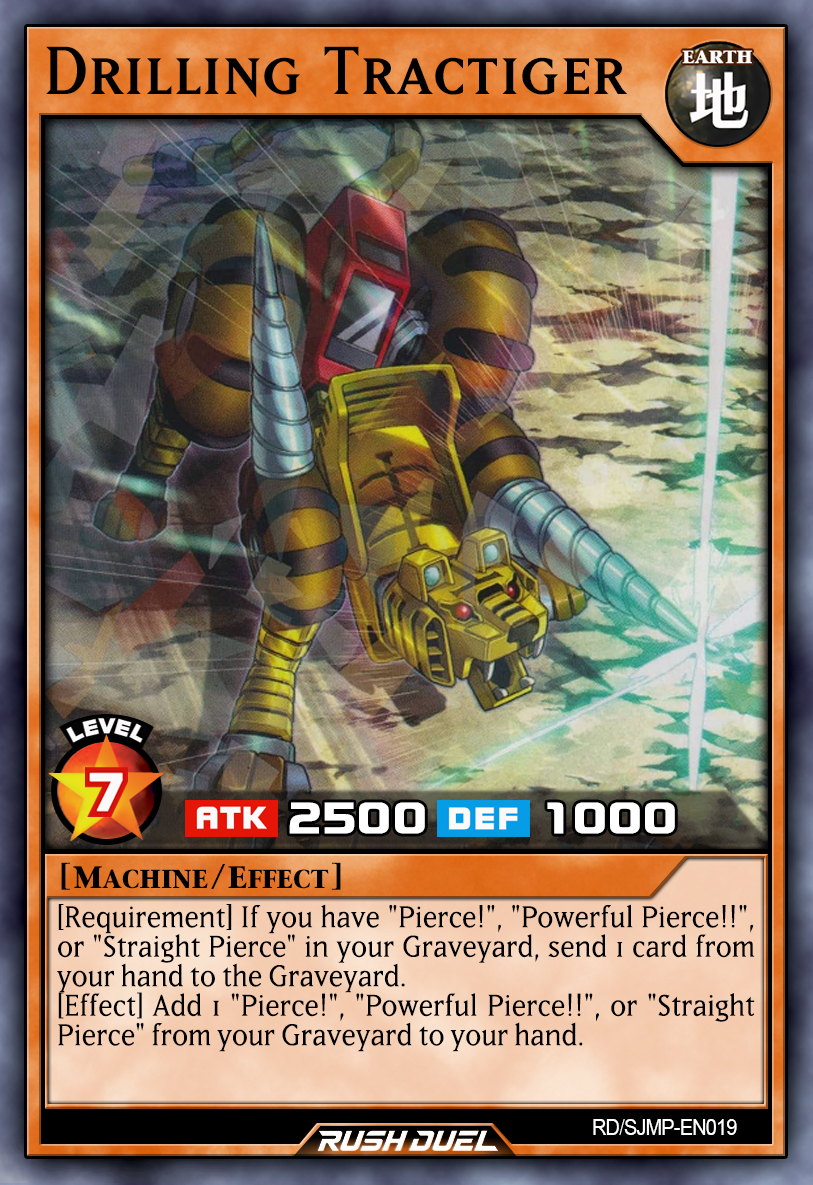 Drilling Tractiger
EARTH
地
LEVEL
7
ATK 2500 DEF 1000
[Machine/Effect]
[Requirement] If you have "Pierce!", "Powerful Pierce!!",
or "Straight Pierce" in your Graveyard, send 1 card from
your hand to the Graveyard.
[Effect] Add 1 "Pierce!", "Powerful Pierce!!", or "Straight
Pierce" from your Graveyard to your hand.
RD/SJMP-EN019
RUSH DUEL